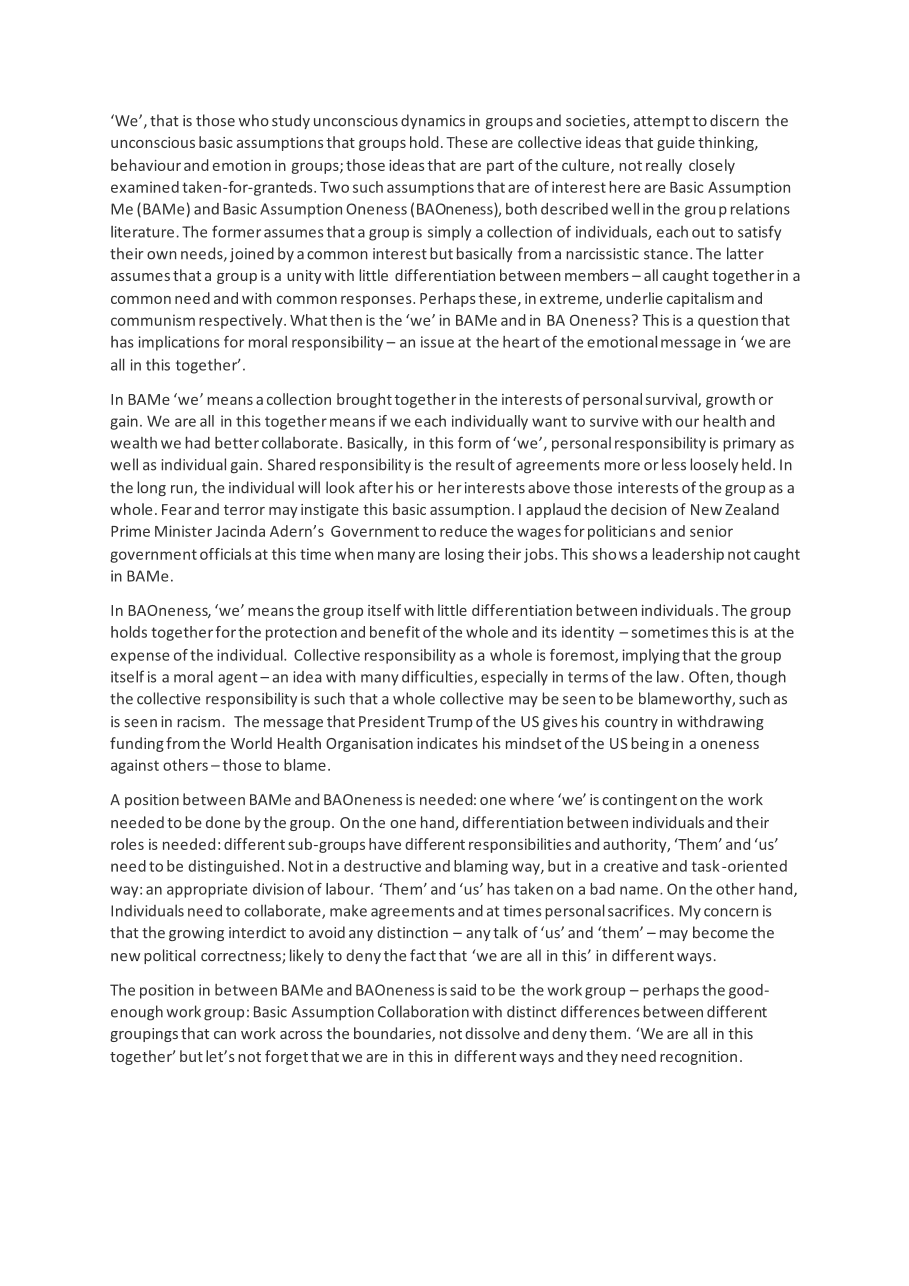 ‘We’, that is those who study unconscious dynamics in groups and societies, attempt to discern the
unconscious basic assumptions that groups hold. These are collective ideas that guide thinking,
behaviour and emotion in groups; those ideas that are part of the culture, not really closely
examined taken-for-granteds. Two such assumptions that are of interest here are Basic Assumption
Me (BAMe) and Basic Assumption Oneness (BAOneness), both described well in the group relations
literature. The former assumes that a group is simply a collection of individuals, each out to satisfy
their own needs, joined by a common interest but basically from a narcissistic stance. The latter
assumes that a group is a unity with little differentiation between members – all caught together in a
common need and with common responses. Perhaps these, in extreme, underlie capitalism and
communism respectively. What then is the ‘we’ in BAMe and in BA Oneness? This is a question that
has implications for moral responsibility – an issue at the heart of the emotional message in ‘we are
all in this together’.
In BAMe ‘we’ means a collection brought together in the interests of personal survival, growth or
gain. We are all in this together means if we each individually want to survive with our health and
wealth we had better collaborate. Basically, in this form of ‘we’, personal responsibility is primary as
well as individual gain. Shared responsibility is the result of agreements more or less loosely held. In
the long run, the individual will look after his or her interests above those interests of the group as a
whole. Fear and terror may instigate this basic assumption. I applaud the decision of New Zealand
Prime Minister Jacinda Adern’s Government to reduce the wages for politicians and senior
government officials at this time when many are losing their jobs. This shows a leadership not caught
in BAMe.
In BAOneness, ‘we’ means the group itself with little differentiation between individuals. The group
holds together for the protection and benefit of the whole and its identity – sometimes this is at the
expense of the individual. Collective responsibility as a whole is foremost, implying that the group
itself is a moral agent – an idea with many difficulties, especially in terms of the law. Often, though
the collective responsibility is such that a whole collective may be seen to be blameworthy, such as
is seen in racism. The message that President Trump of the US gives his country in withdrawing
funding from the World Health Organisation indicates his mindset of the US being in a oneness
against others – those to blame.
A position between BAMe and BAOneness is needed: one where ‘we’ is contingent on the work
needed to be done by the group. On the one hand, differentiation between individuals and their
roles is needed: different sub-groups have different responsibilities and authority, ‘Them’ and ‘us’
need to be distinguished. Not in a destructive and blaming way, but in a creative and task-oriented
way: an appropriate division of labour. ‘Them’ and ‘us’ has taken on a bad name. On the other hand,
Individuals need to collaborate, make agreements and at times personal sacrifices. My concern is
that the growing interdict to avoid any distinction – any talk of ‘us’ and ‘them’ – may become the
new political correctness; likely to deny the fact that ‘we are all in this’ in different ways.
The position in between BAMe and BAOneness is said to be the work group – perhaps the good-
enough work group: Basic Assumption Collaboration with distinct differences between different
groupings that can work across the boundaries, not dissolve and deny them. ‘We are all in this
together’ but let’s not forget that we are in this in different ways and they need recognition.